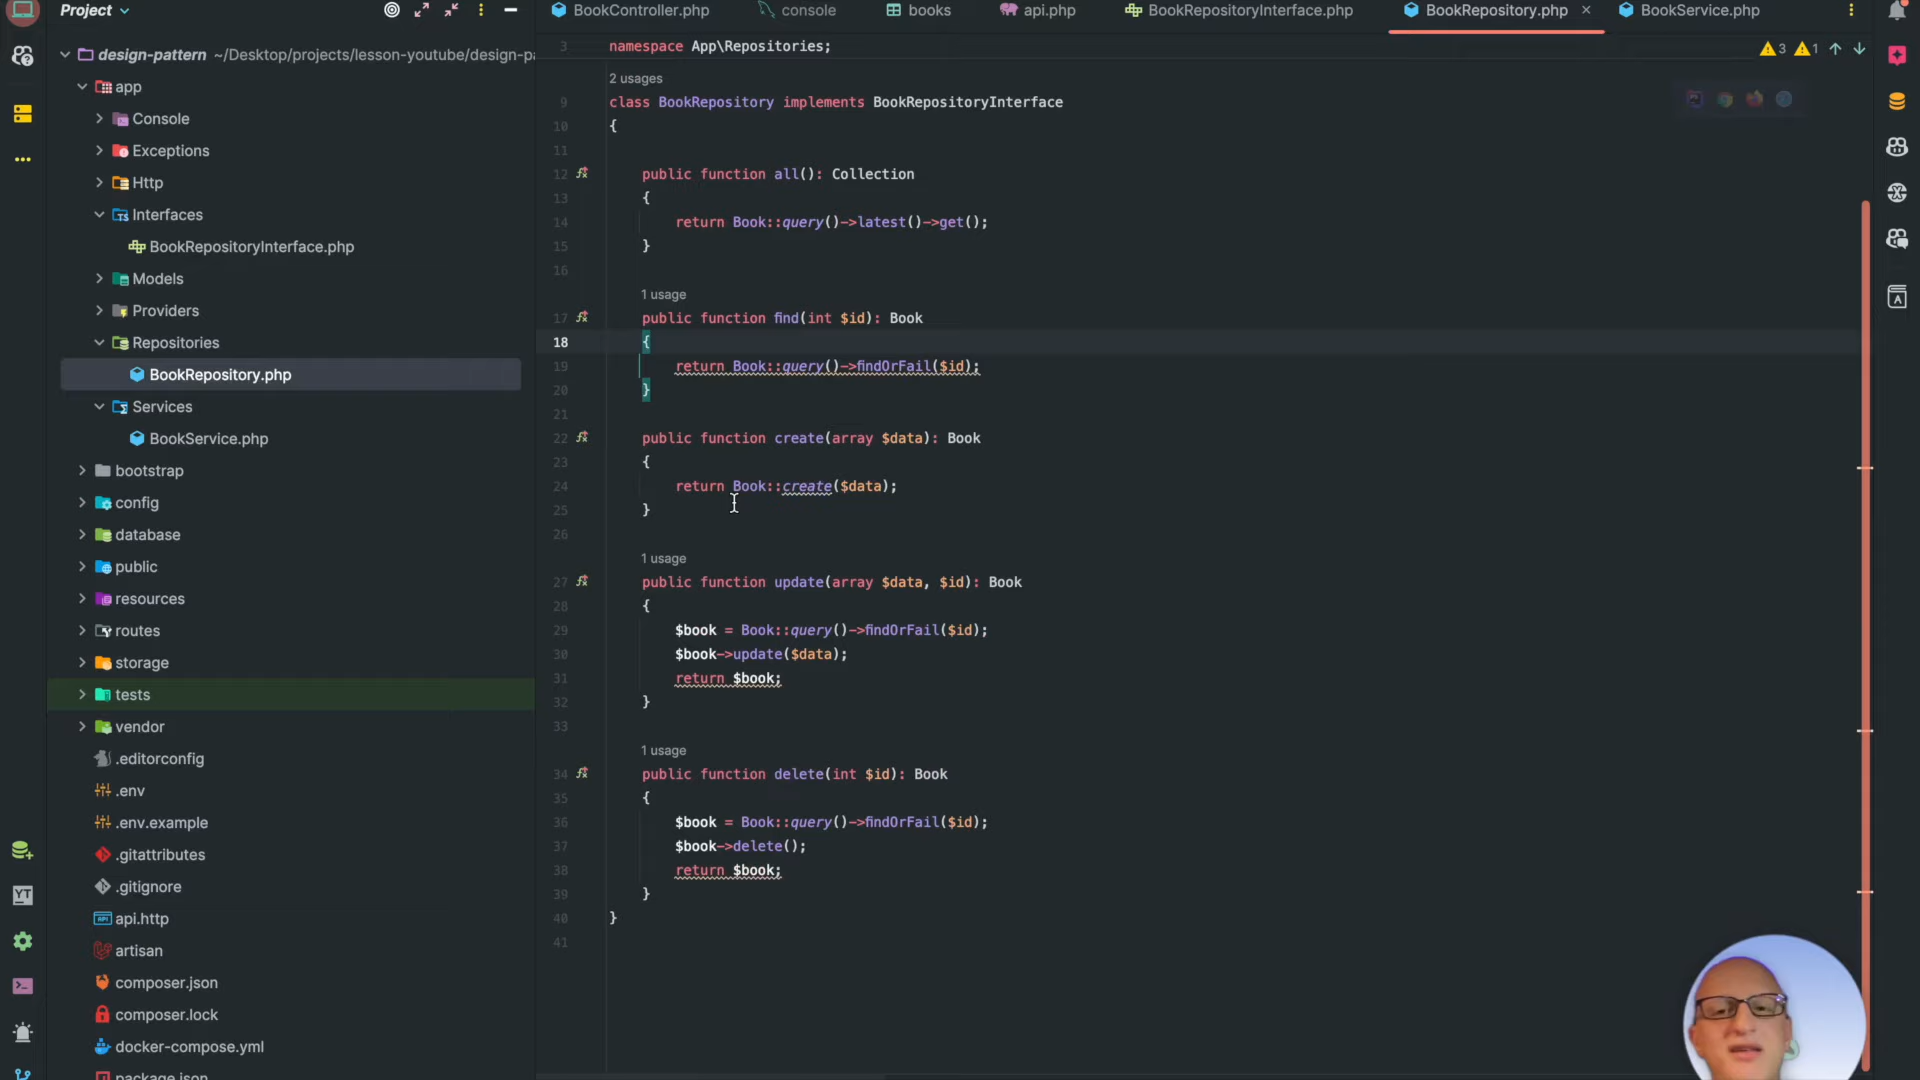 Project
BookController.php
console
books
api.php
BookRepositoryInterface.php
BookRepository.php
BookService.php
design-pattern ~/Desktop/projects/lesson-youtube/design-p
app
Console
Exceptions
Http
Interfaces
BookRepositoryInterface.php
Models
Providers
Repositories
BookRepository.php
Services
BookService.php
bootstrap
config
database
public
resources
routes
storage
tests
vendor
.editorconfig
.env
.env.example
.gitattributes
.gitignore
api.http
artisan
composer.json
composer.lock
docker-compose.yml
package.json
3 namespace App\Repositories;
3 1
2 usages
9 class BookRepository implements BookRepositoryInterface
10 {
11
12 public function all(): Collection
13 {
14 return Book::query()->latest()->get();
15 }
16
1 usage
17 public function find(int $id): Book
18 {
19 return Book::query()->findOrFail($id);
20 }
21
22 public function create(array $data): Book
23 {
24 return Book::create($data);
25 }
26
1 usage
27 public function update(array $data, $id): Book
28 {
29 $book = Book::query()->findOrFail($id);
30 $book->update($data);
31 return $book;
32 }
33
1 usage
34 public function delete(int $id): Book
35 {
36 $book = Book::query()->findOrFail($id);
37 $book->delete();
38 return $book;
39 }
40 }
41
YT
A